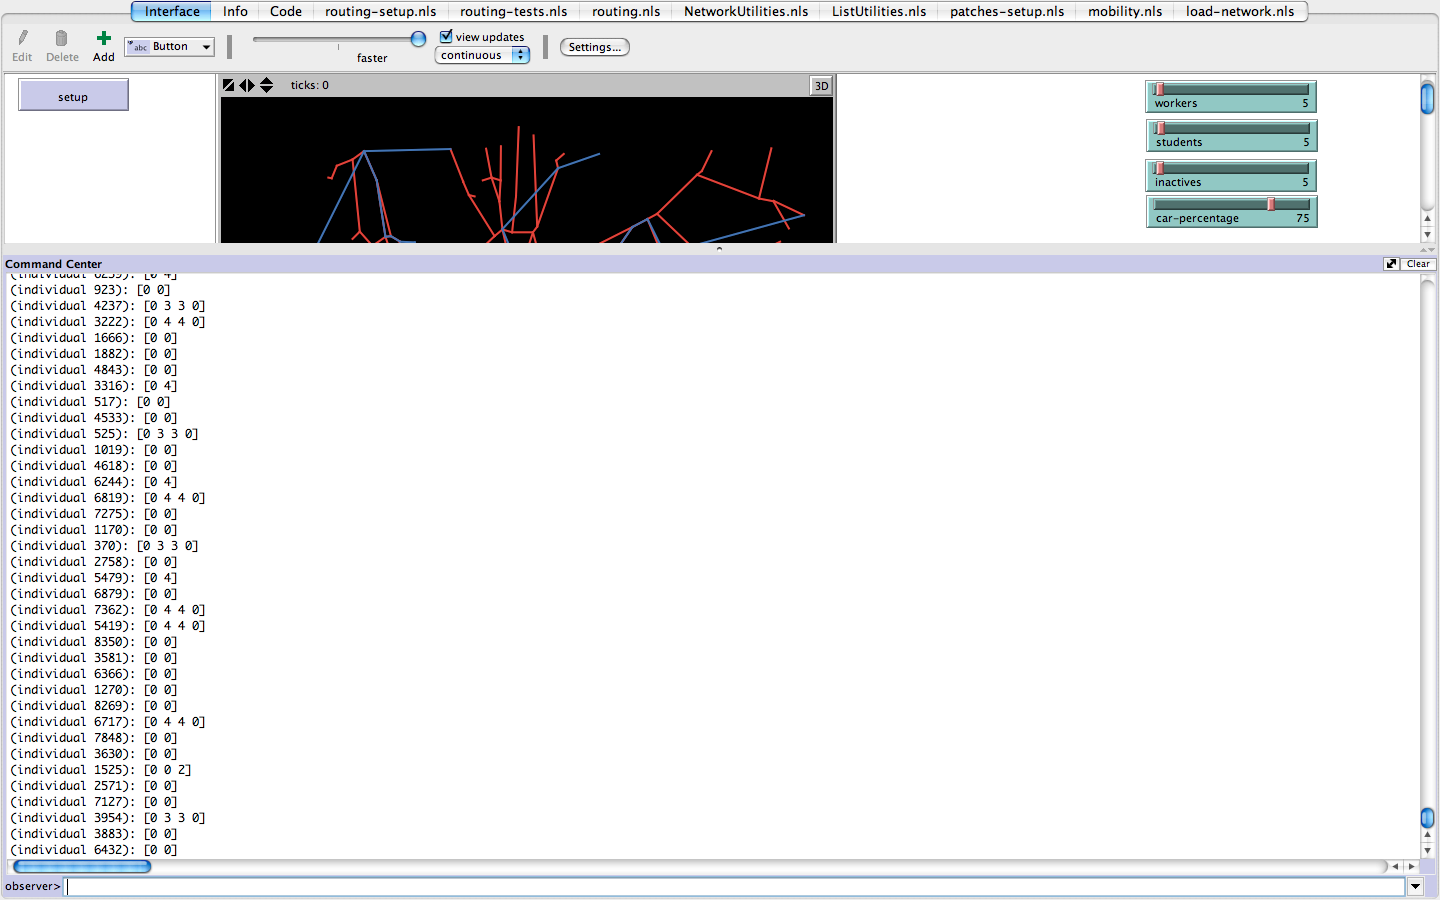 Interface Info Code routing-setup.nls routing-tests.nls routing.nls NetworkUtilities.nls ListUtilities.nls patches-setup.nls mobility.nls load-network.nls
Edit Delete Add abc Button faster view updates continuous Settings...
setup
ticks: 0 3D
workers 5
students 5
inactives 5
car-percentage 75
Command Center Clear
(individual 6259): [0 4]
(individual 923): [0 0]
(individual 4237): [0 3 3 0]
(individual 3222): [0 4 4 0]
(individual 1666): [0 0]
(individual 1882): [0 0]
(individual 4843): [0 0]
(individual 3316): [0 4]
(individual 517): [0 0]
(individual 4533): [0 0]
(individual 525): [0 3 3 0]
(individual 1019): [0 0]
(individual 4618): [0 0]
(individual 6244): [0 4]
(individual 6819): [0 4 4 0]
(individual 7275): [0 0]
(individual 1170): [0 0]
(individual 370): [0 3 3 0]
(individual 2758): [0 0]
(individual 5479): [0 4]
(individual 6879): [0 0]
(individual 7362): [0 4 4 0]
(individual 5419): [0 4 4 0]
(individual 8350): [0 0]
(individual 3581): [0 0]
(individual 6366): [0 0]
(individual 1270): [0 0]
(individual 8269): [0 0]
(individual 6717): [0 4 4 0]
(individual 7848): [0 0]
(individual 3630): [0 0]
(individual 1525): [0 0 2]
(individual 2571): [0 0]
(individual 7127): [0 0]
(individual 3954): [0 3 3 0]
(individual 3883): [0 0]
(individual 6432): [0 0]
observer>